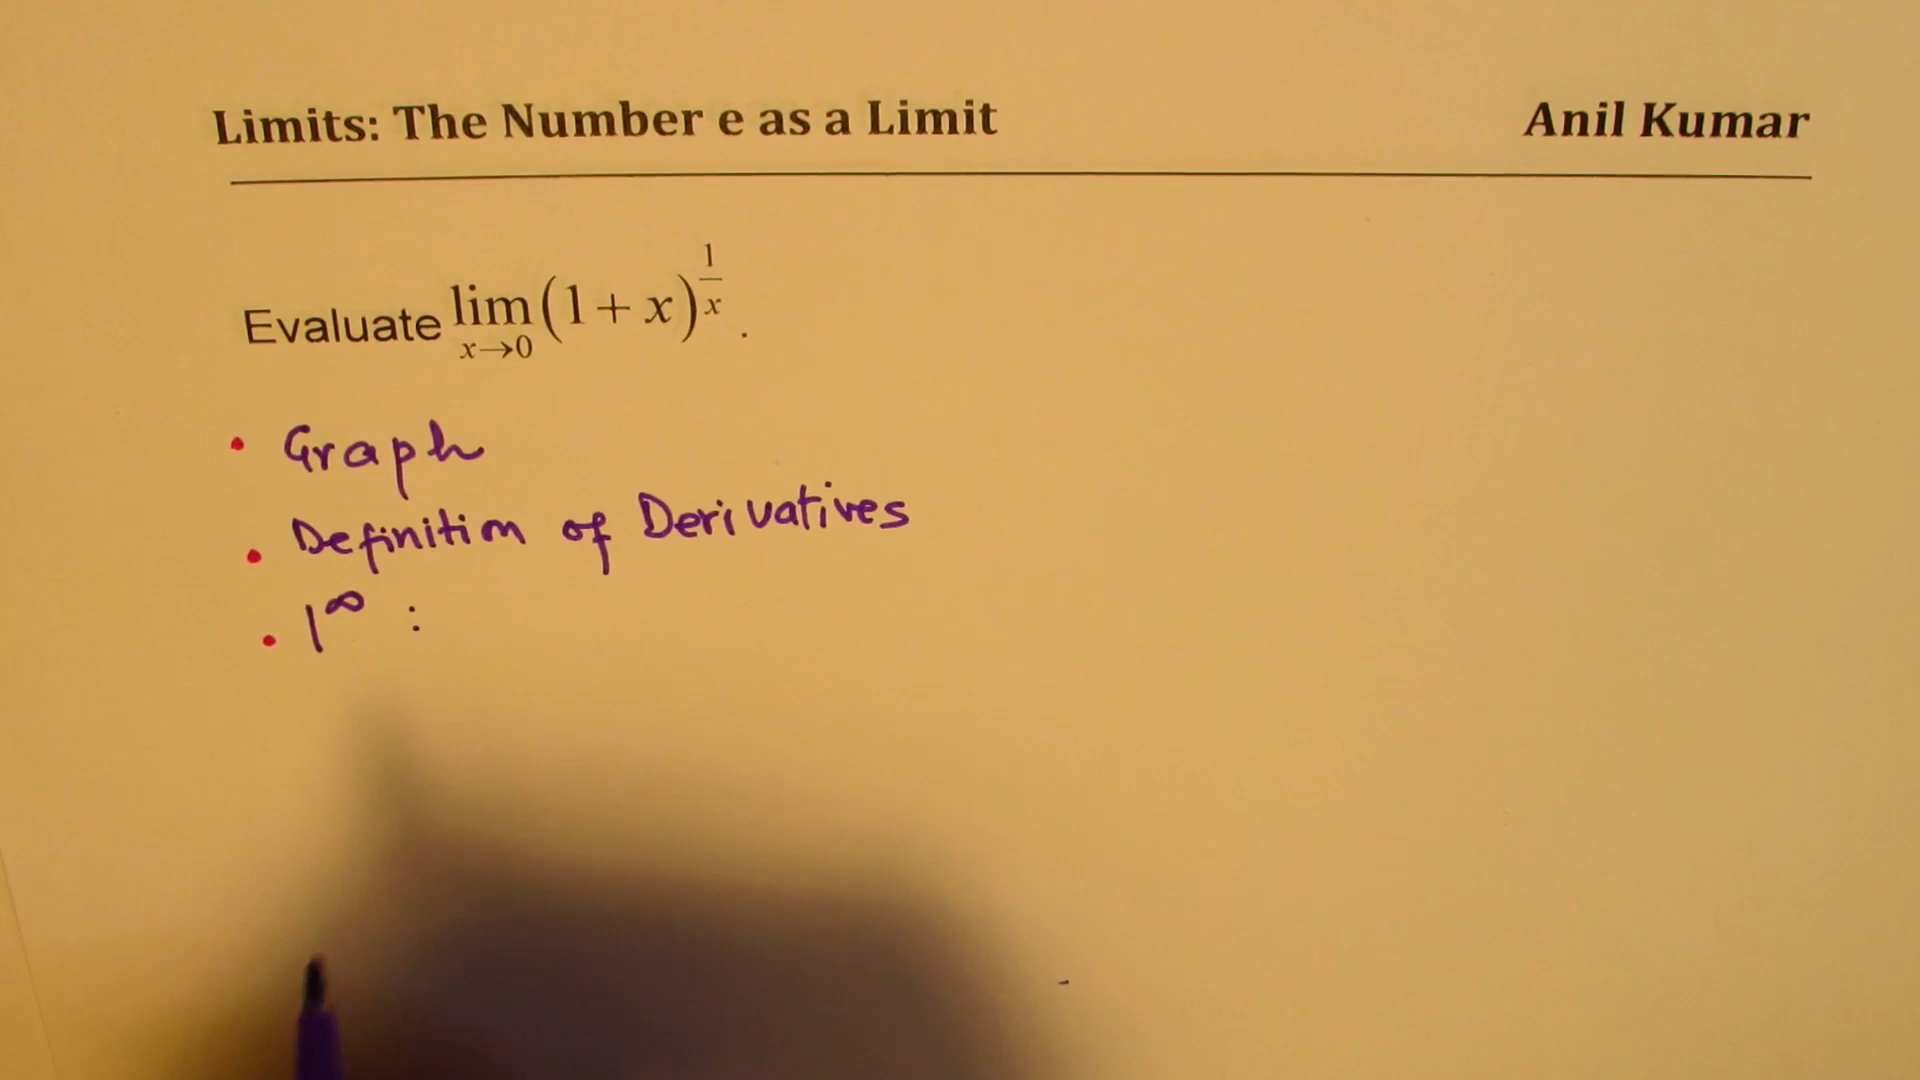 Limits: The Number e as a Limit Anil Kumar
Evaluate lim_{x→0} (1 + x)^{1/x} .
• Graph
• Definition of Derivatives
• 1^∞ :